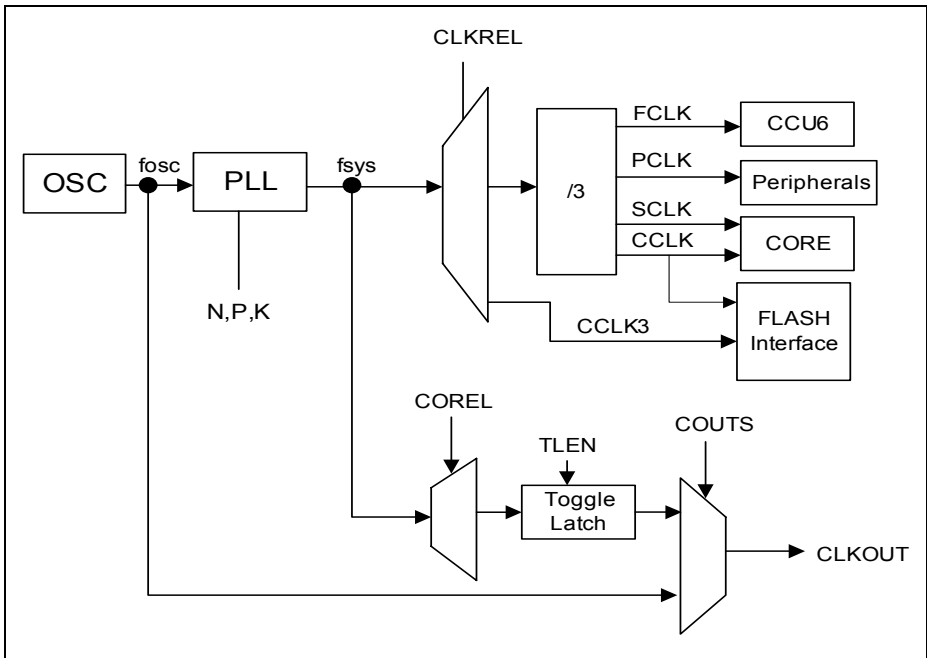 CLKREL
FCLK
CCU6
fosc
fsys
PCLK
OSC
PLL
/3
Peripherals
SCLK
CCLK
CORE
N,P,K
CCLK3
FLASH
Interface
COREL
COUTS
TLEN
Toggle
Latch
CLKOUT